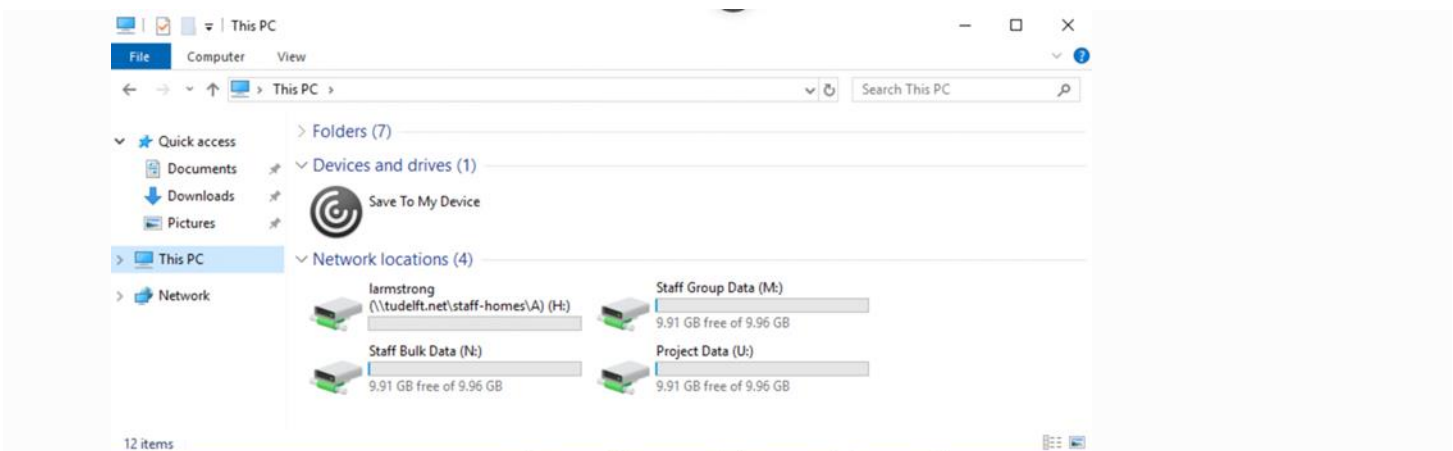 This PC
File Computer View
This PC
Search This PC
Quick access
Documents
Downloads
Pictures
This PC
Network
Folders (7)
Devices and drives (1)
Save To My Device
Network locations (4)
larmstrong
(\\tudelft.net\staff-homes\A) (H:)
Staff Group Data (M:)
9.91 GB free of 9.96 GB
Staff Bulk Data (N:)
9.91 GB free of 9.96 GB
Project Data (U:)
9.91 GB free of 9.96 GB
12 items